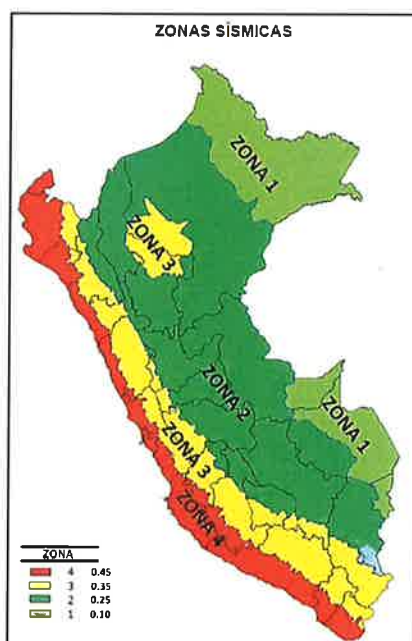 ZONAS SÍSMICAS
ZONA 1
ZONA 3
ZONA 2
ZONA 1
ZONA 3
ZONA 4
ZONA
4 0.45
3 0.35
2 0.25
1 0.10